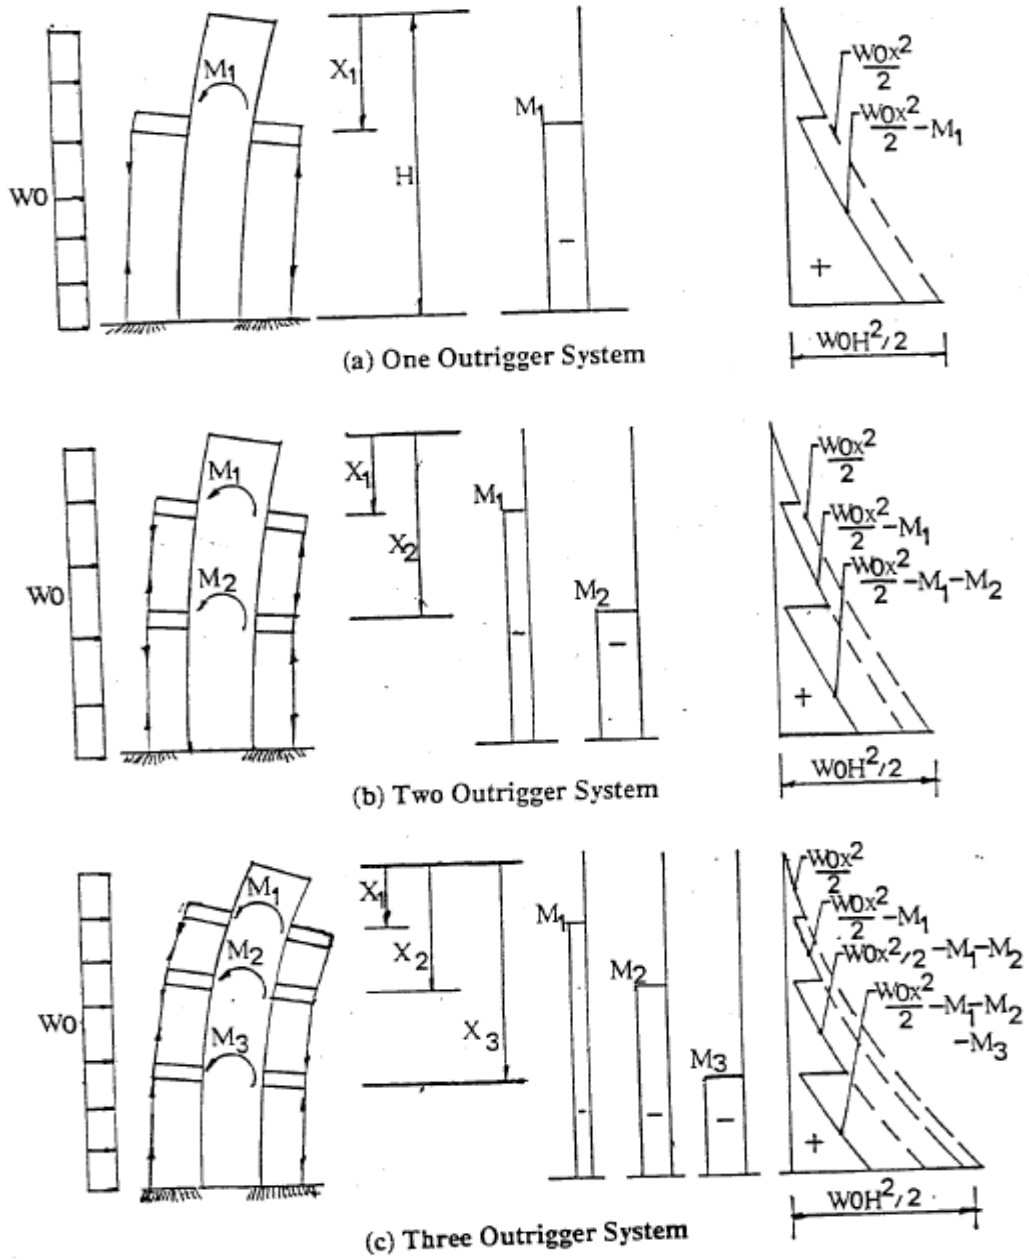 M1
X1
M1
W0x²/2
W0x²/2 -M1
W0
H
-
+
W0H²/2
(a) One Outrigger System
M1
X1
M1
W0x²/2
X2
W0x²/2 -M1
W0
M2
M2
W0x²/2 -M1-M2
-
-
+
W0H²/2
(b) Two Outrigger System
M1
X1
M1
W0x²/2
W0x²/2 -M1
M2
X2
M2
W0x²/2 -M1-M2
W0
M3
X3
M3
W0x²/2 -M1-M2
-M3
-
-
-
+
W0H²/2
(c) Three Outrigger System